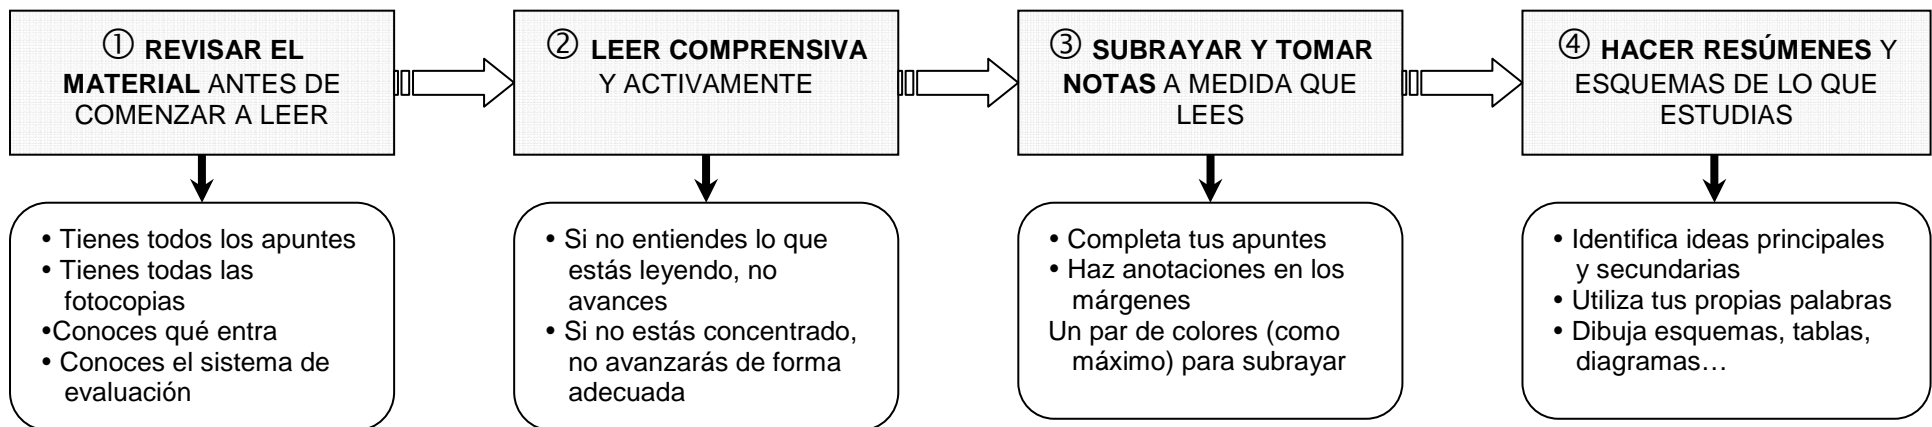 ① REVISAR EL
MATERIAL ANTES DE
COMENZAR A LEER
② LEER COMPRENSIVA
Y ACTIVAMENTE
③ SUBRAYAR Y TOMAR
NOTAS A MEDIDA QUE
LEES
④ HACER RESÚMENES Y
ESQUEMAS DE LO QUE
ESTUDIAS
• Tienes todos los apuntes
• Tienes todas las
fotocopias
•Conoces qué entra
• Conoces el sistema de
evaluación
• Si no entiendes lo que
estás leyendo, no
avances
• Si no estás concentrado,
no avanzarás de forma
adecuada
• Completa tus apuntes
• Haz anotaciones en los
márgenes
Un par de colores (como
máximo) para subrayar
• Identifica ideas principales
y secundarias
• Utiliza tus propias palabras
• Dibuja esquemas, tablas,
diagramas…